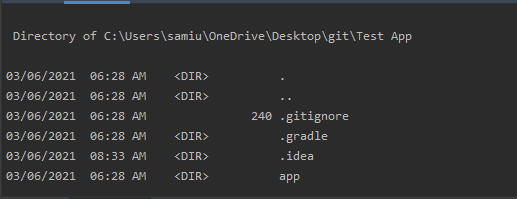 Directory of C:\Users\samiu\OneDrive\Desktop\git\Test App
03/06/2021 06:28 AM <DIR> .
03/06/2021 06:28 AM <DIR> ..
03/06/2021 06:28 AM 240 .gitignore
03/06/2021 06:28 AM <DIR> .gradle
03/06/2021 08:33 AM <DIR> .idea
03/06/2021 06:28 AM <DIR> app